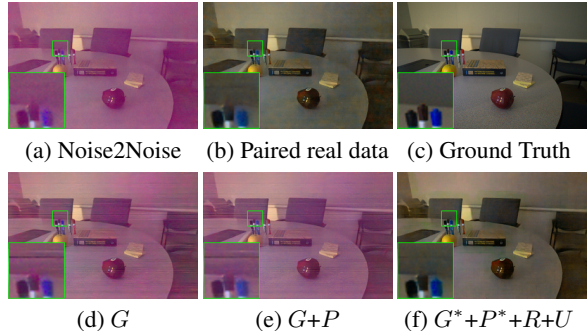 (a) Noise2Noise (b) Paired real data (c) Ground Truth
(d) G (e) G+P (f) G*+P*+R+U